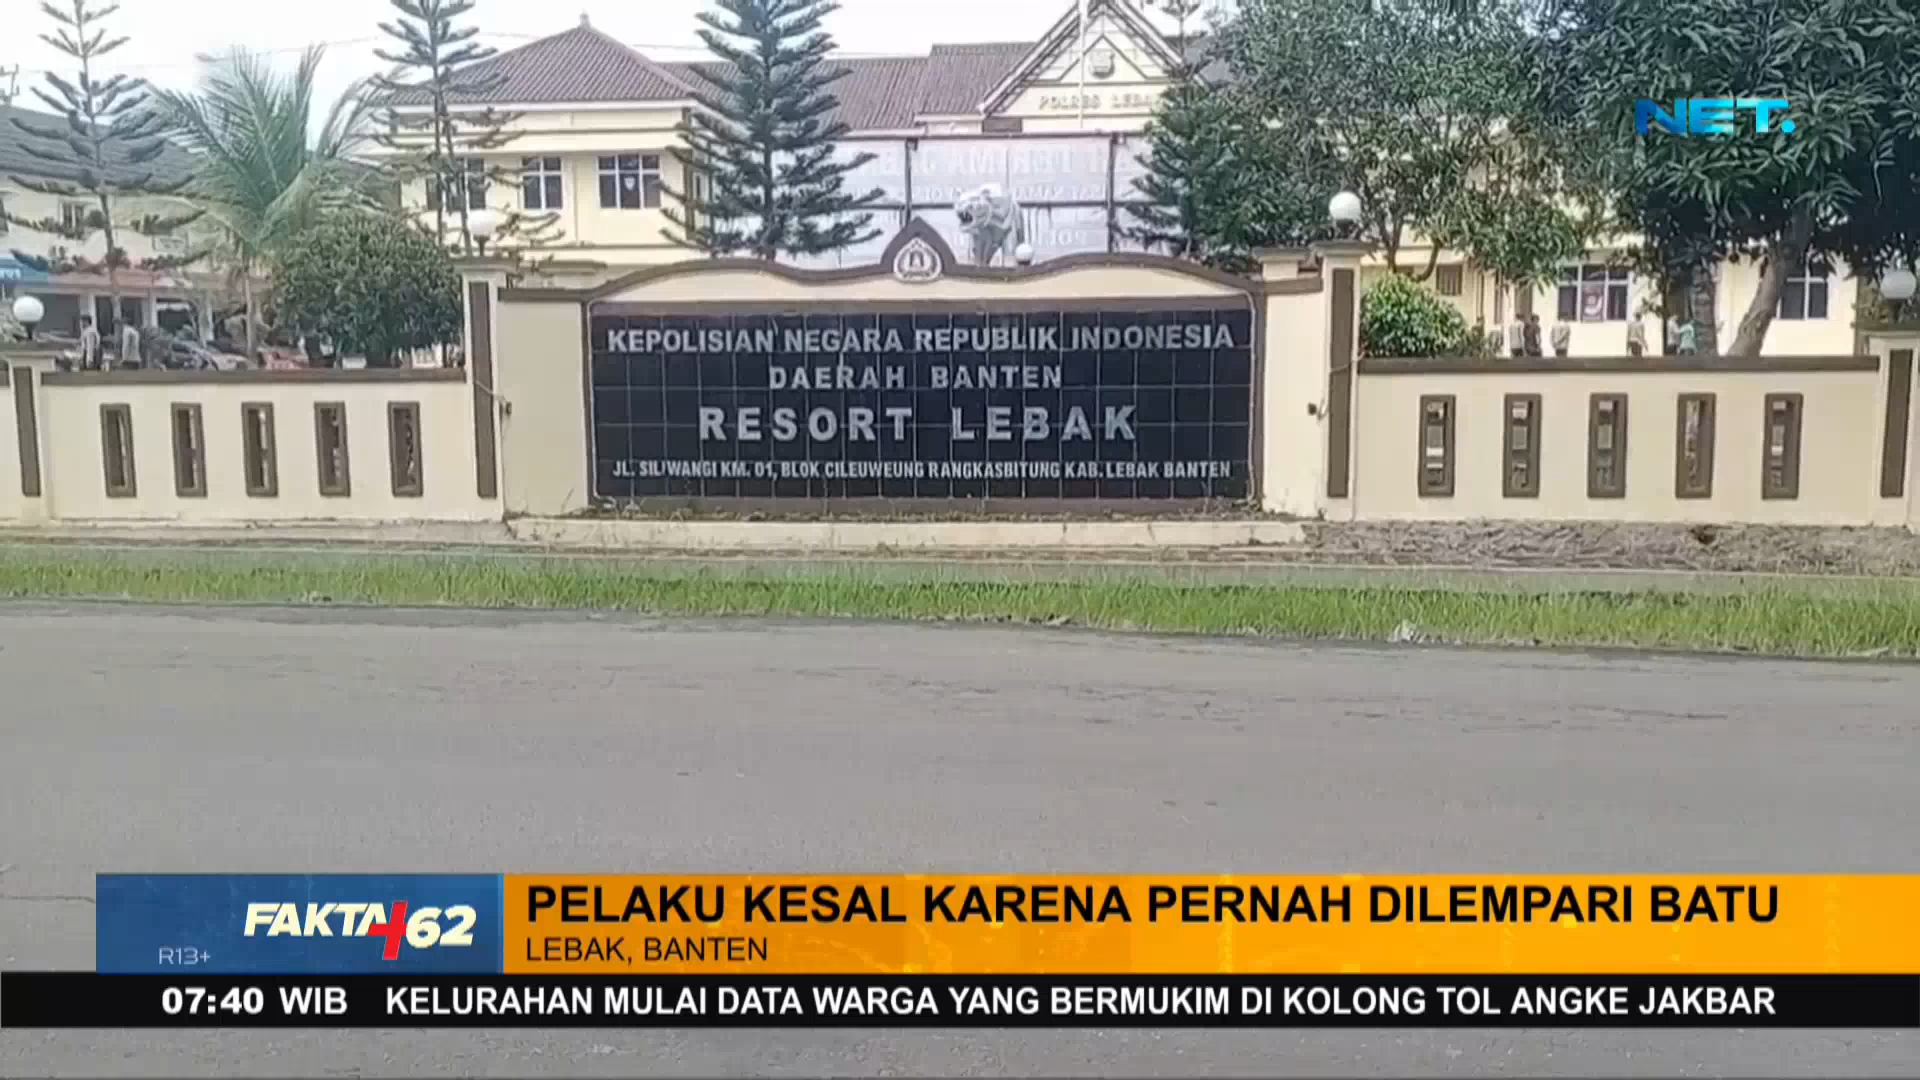 POLRES LEBAK
NET.
KEPOLISIAN NEGARA REPUBLIK INDONESIA
DAERAH BANTEN
RESORT LEBAK
JL. SILIWANGI KM. 01, BLOK CILEUWEUNG RANGKASBITUNG KAB. LEBAK BANTEN
FAKTA +62
R13+
PELAKU KESAL KARENA PERNAH DILEMPARI BATU
LEBAK, BANTEN
07:40 WIB KELURAHAN MULAI DATA WARGA YANG BERMUKIM DI KOLONG TOL ANGKE JAKBAR